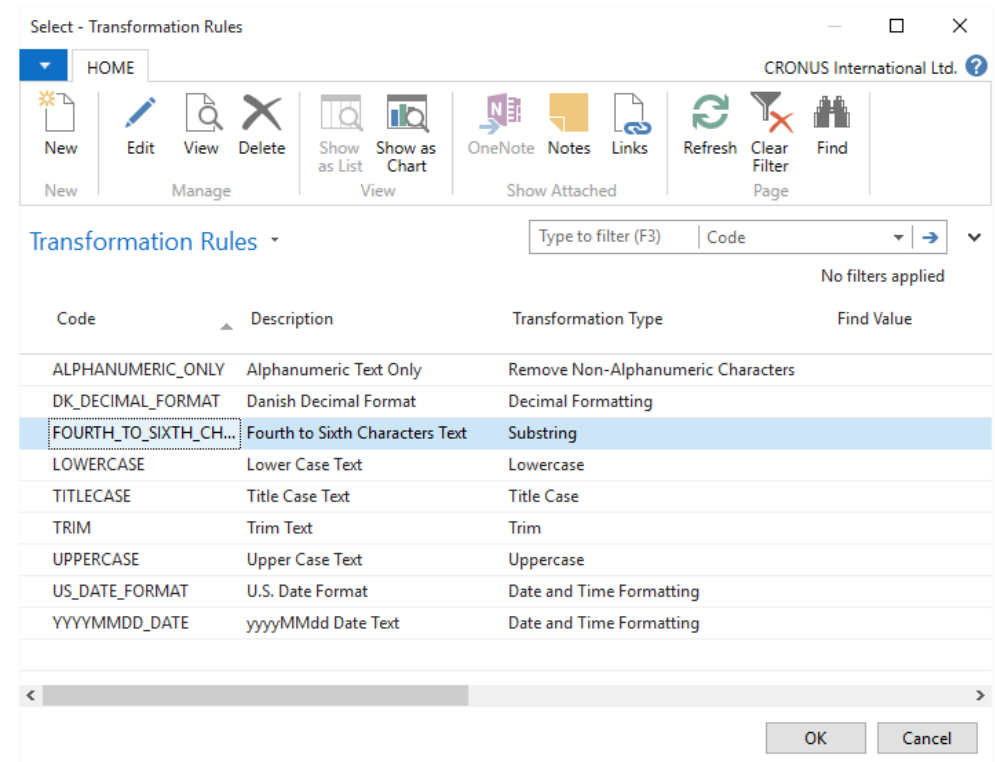 Select - Transformation Rules
HOME
CRONUS International Ltd.
New Edit View Delete Show as List Show as Chart OneNote Notes Links Refresh Clear Filter Find
New Manage View Show Attached Page
Transformation Rules
Type to filter (F3) Code
No filters applied
Code Description Transformation Type Find Value
ALPHANUMERIC_ONLY Alphanumeric Text Only Remove Non-Alphanumeric Characters
DK_DECIMAL_FORMAT Danish Decimal Format Decimal Formatting
FOURTH_TO_SIXTH_CH... Fourth to Sixth Characters Text Substring
LOWERCASE Lower Case Text Lowercase
TITLECASE Title Case Text Title Case
TRIM Trim Text Trim
UPPERCASE Upper Case Text Uppercase
US_DATE_FORMAT U.S. Date Format Date and Time Formatting
YYYYMMDD_DATE yyyyMMdd Date Text Date and Time Formatting
OK Cancel